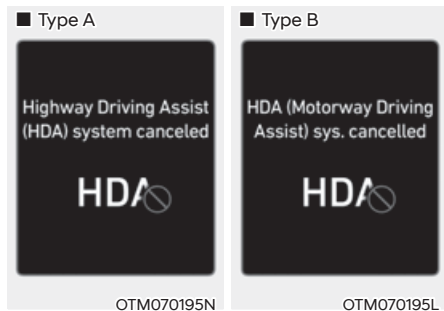 ■ Type A
Highway Driving Assist
(HDA) system canceled
HDA
OTM070195N
■ Type B
HDA (Motorway Driving
Assist) sys. cancelled
HDA
OTM070195L